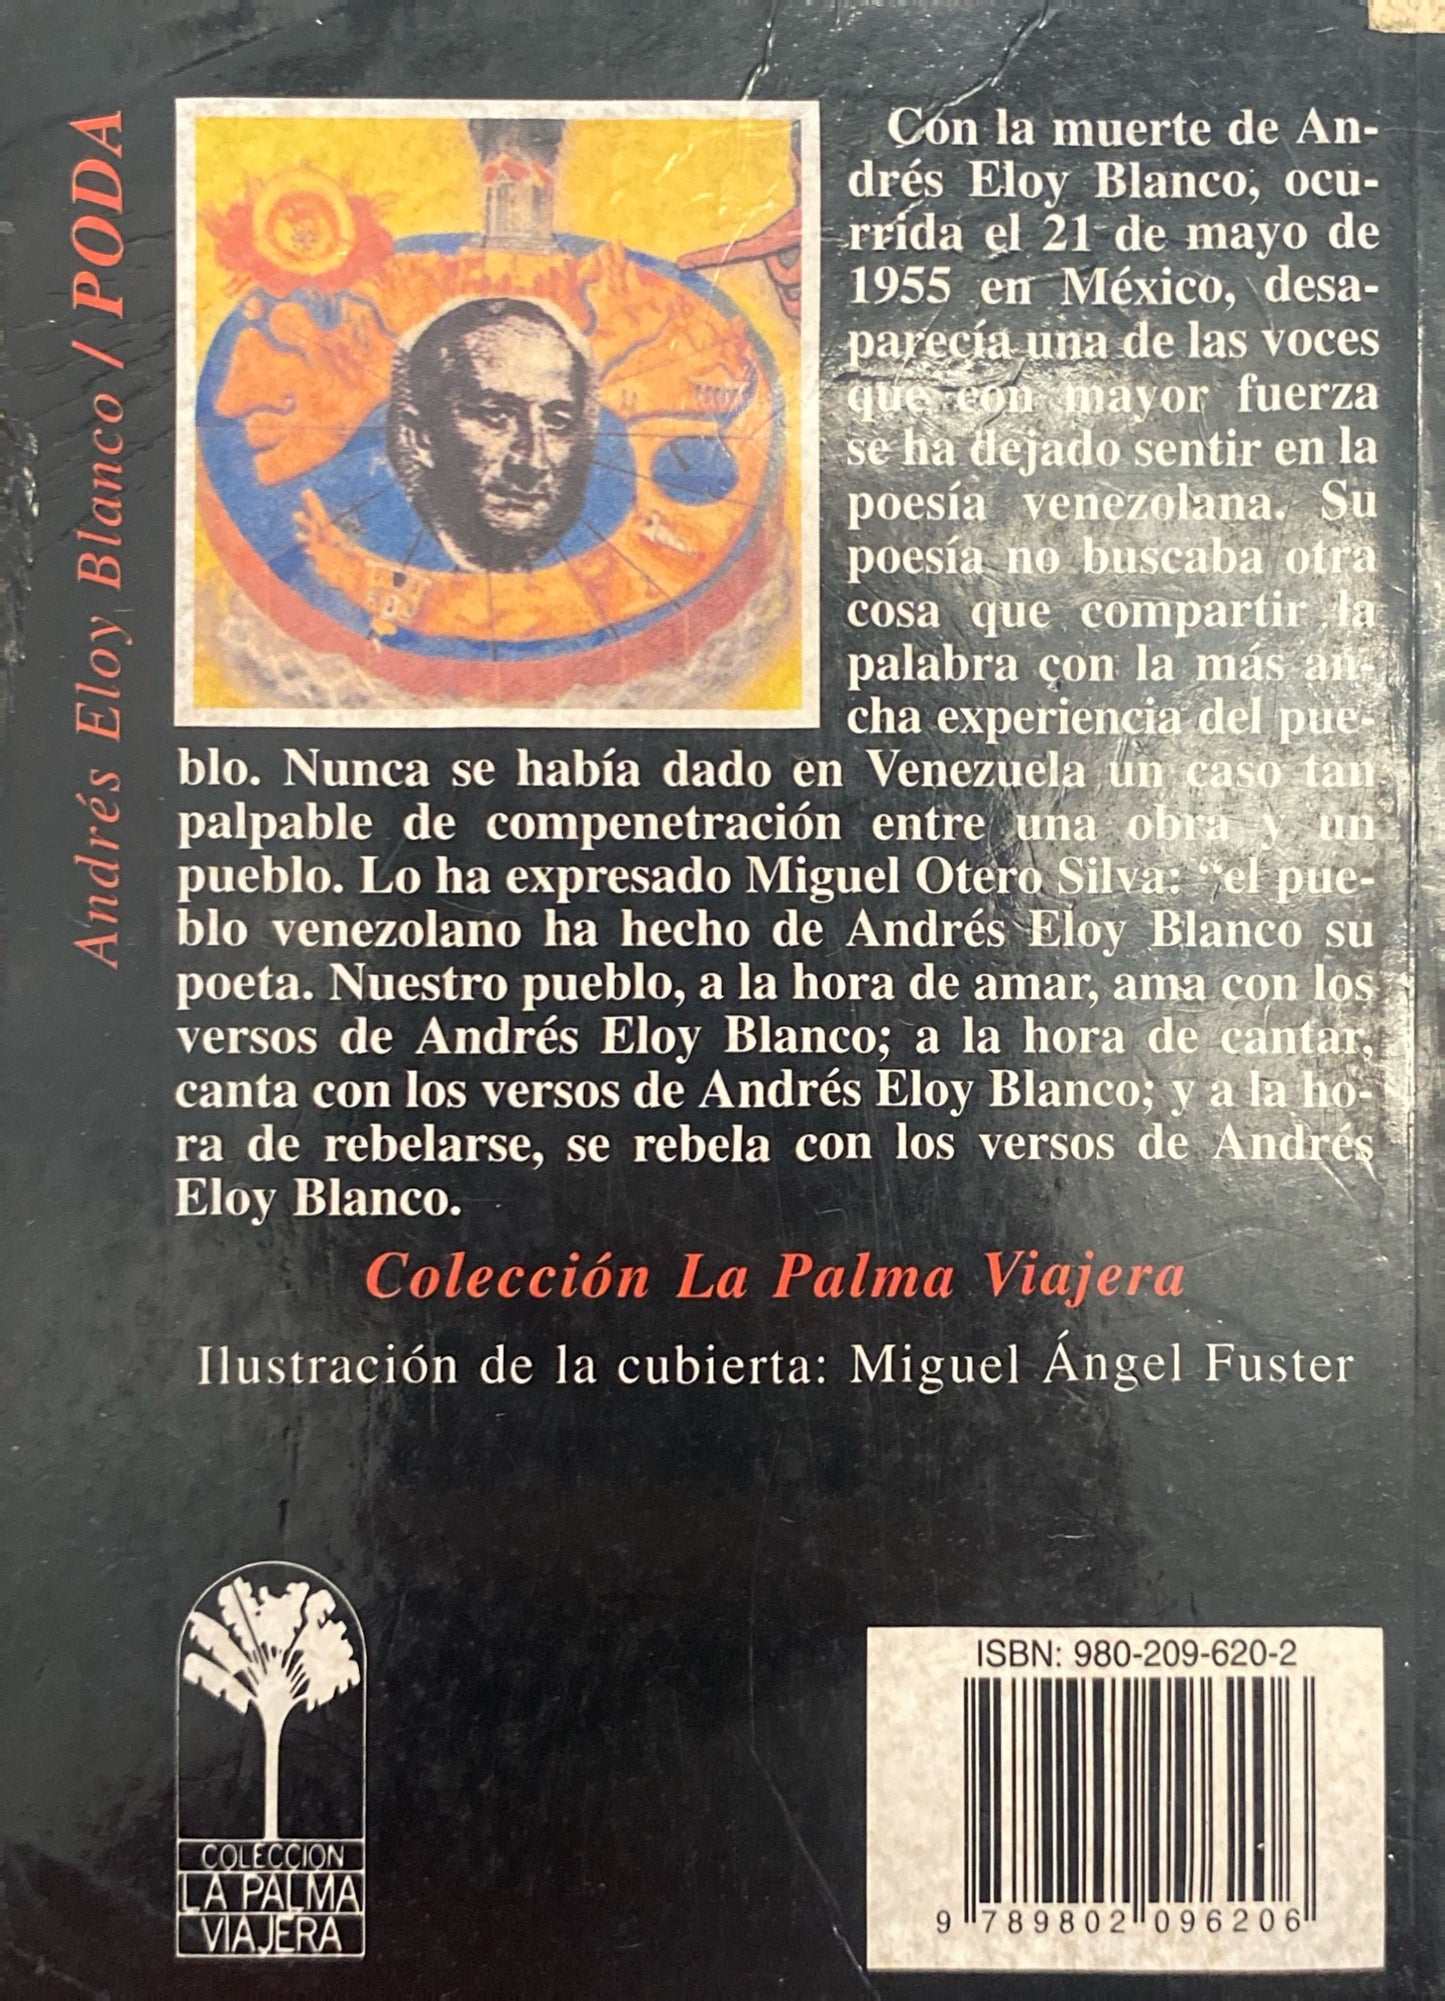 Andrés Eloy Blanco / PODA
Con la muerte de An-
drés Eloy Blanco, ocu-
rrida el 21 de mayo de
1955 en México, desa-
parecía una de las voces
que con mayor fuerza
se ha dejado sentir en la
poesía venezolana. Su
poesía no buscaba otra
cosa que compartir la
palabra con la más an-
cha experiencia del pue-
blo. Nunca se había dado en Venezuela un caso tan
palpable de compenetración entre una obra y un
pueblo. Lo ha expresado Miguel Otero Silva: “el pue-
blo venezolano ha hecho de Andrés Eloy Blanco su
poeta. Nuestro pueblo, a la hora de amar, ama con los
versos de Andrés Eloy Blanco; a la hora de cantar,
canta con los versos de Andrés Eloy Blanco; y a la ho-
ra de rebelarse, se rebela con los versos de Andrés
Eloy Blanco.
Colección La Palma Viajera
Ilustración de la cubierta: Miguel Ángel Fuster
COLECCION
LA PALMA
VIAJERA
ISBN: 980-209-620-2
9 789802 096206